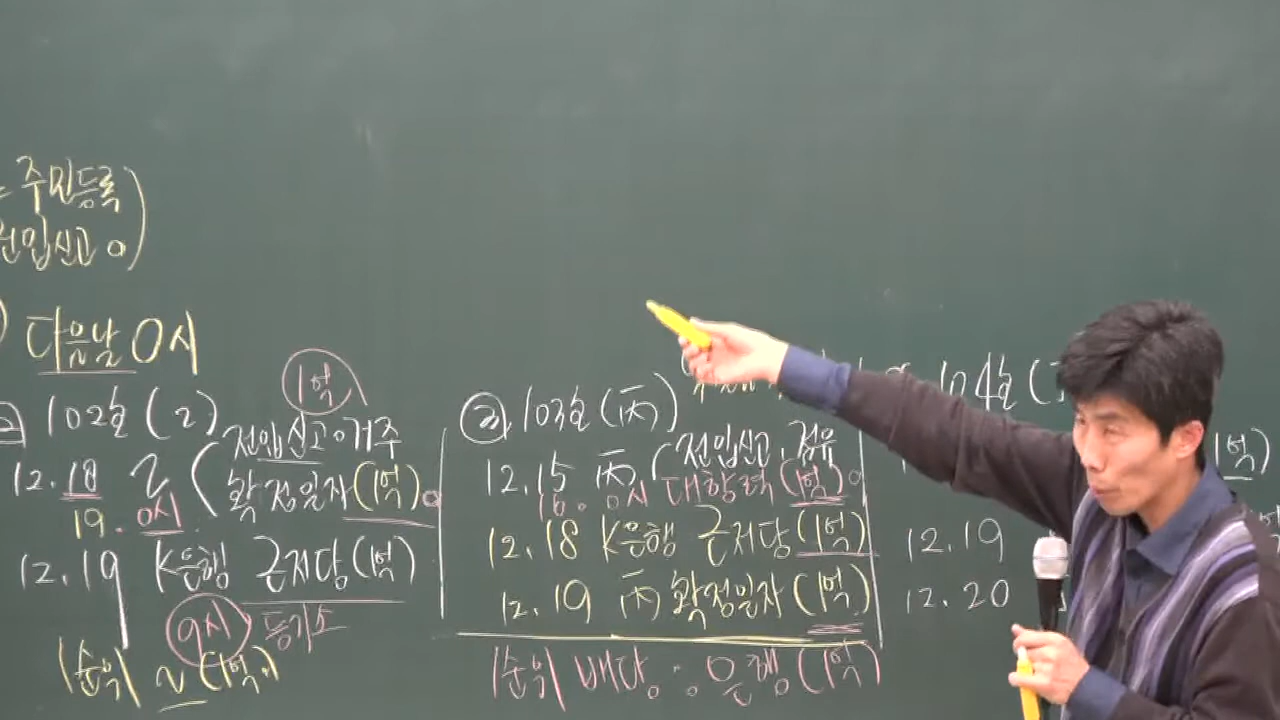 주민등록
전입신고 O)
다음날 0시
102호 (乙)
1억
12.18 乙 (전입신고·거주
확정일자 (1억)
19. 0시
12.19 K은행 근저당 (1억)
9시 등기소
1순위 乙 (1억)
③ 103호 (丙)
12.15 丙 (전입신고, 점유
16. 0시 대항력 (1억)
12.18 K은행 근저당 (1억)
12.19 丙 확정일자 (1억)
1순위 배당 : 은행 (1억)
104호
1억)
12.19
12.20